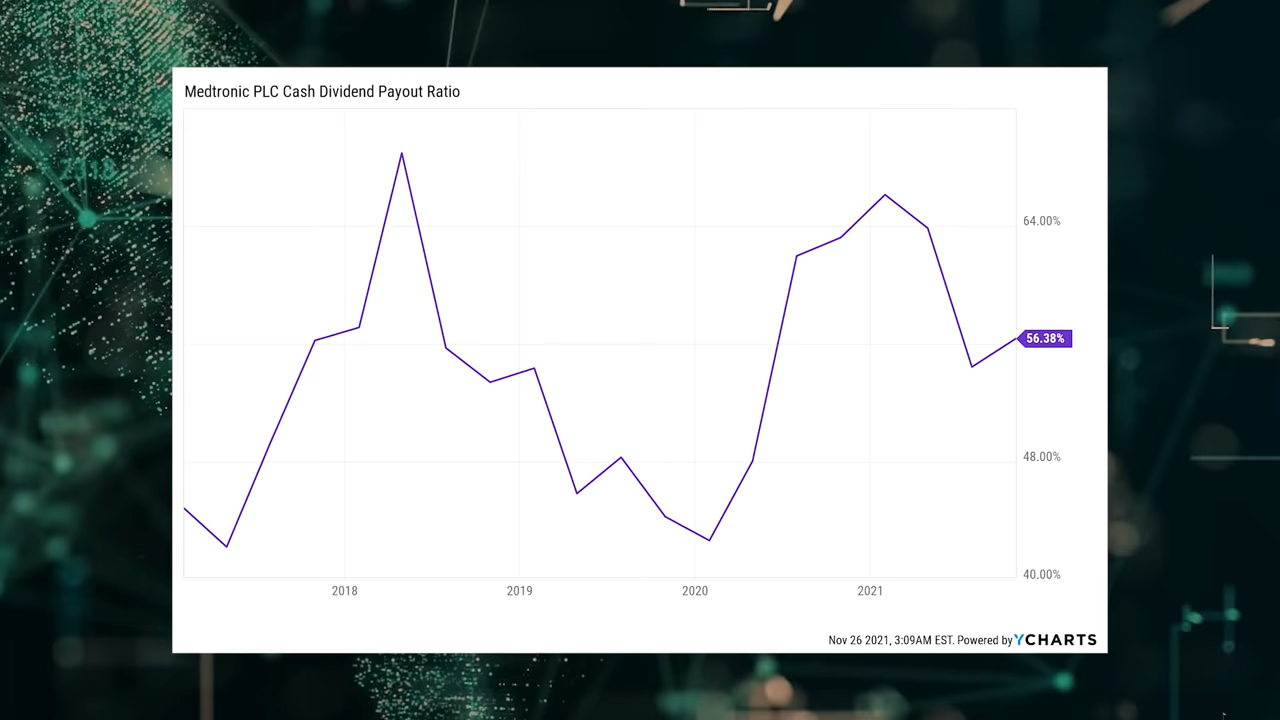 Medtronic PLC Cash Dividend Payout Ratio
64.00%
56.38%
48.00%
40.00%
2018 2019 2020 2021
Nov 26 2021, 3:09AM EST. Powered by YCHARTS